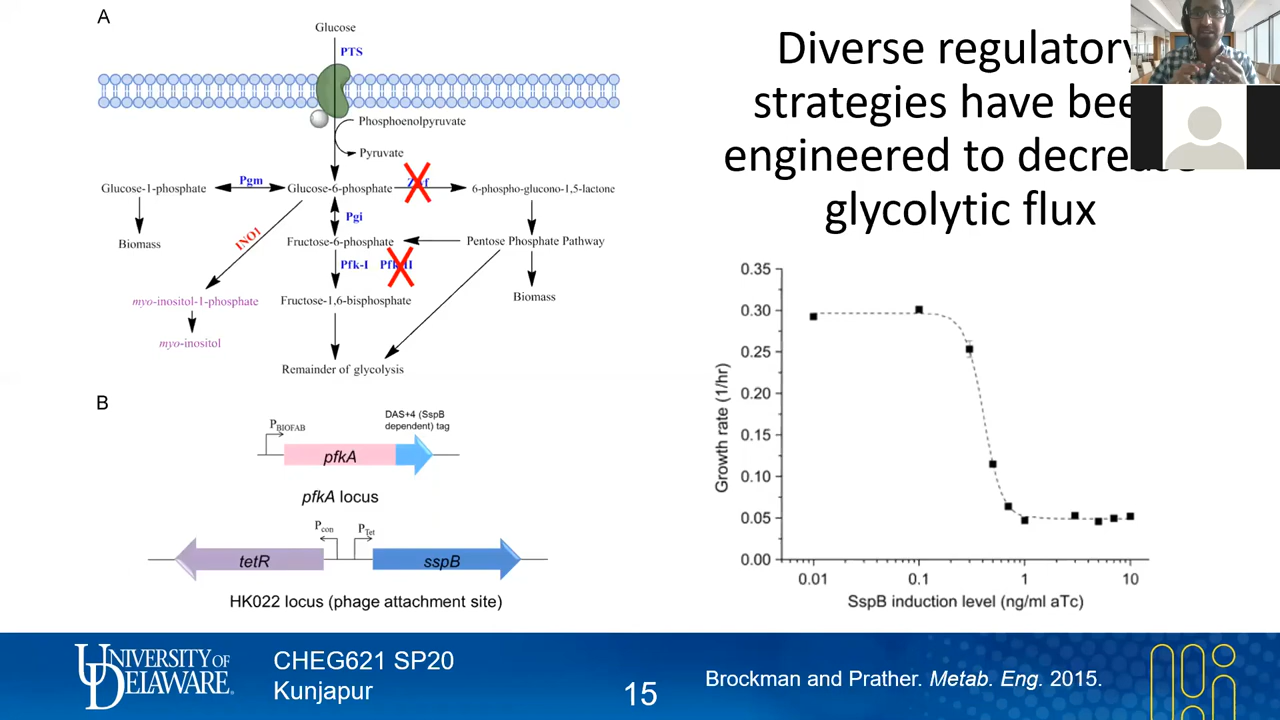 A
Glucose
PTS
Phosphoenolpyruvate
Pyruvate
Glucose-1-phosphate
Pgm
Glucose-6-phosphate
6-phospho-glucono-1,5-lactone
Biomass
INO1
Pgi
Fructose-6-phosphate
Pentose Phosphate Pathway
Pfk-I
myo-inositol-1-phosphate
Fructose-1,6-bisphosphate
Biomass
myo-inositol
Remainder of glycolysis
B
PBIOFAB
DAS+4 (SspB
dependent) tag
pfkA
pfkA locus
Pcon
PTet
tetR
sspB
HK022 locus (phage attachment site)
Diverse regulatory
strategies have
engineered to
glycolytic flux
Growth rate (1/hr)
0.35
0.30
0.25
0.20
0.15
0.10
0.05
0.00
0.01 0.1 1 10
SspB induction level (ng/ml aTc)
UNIVERSITY OF
DELAWARE.
CHEG621 SP20
Kunjapur
15
Brockman and Prather. Metab. Eng. 2015.